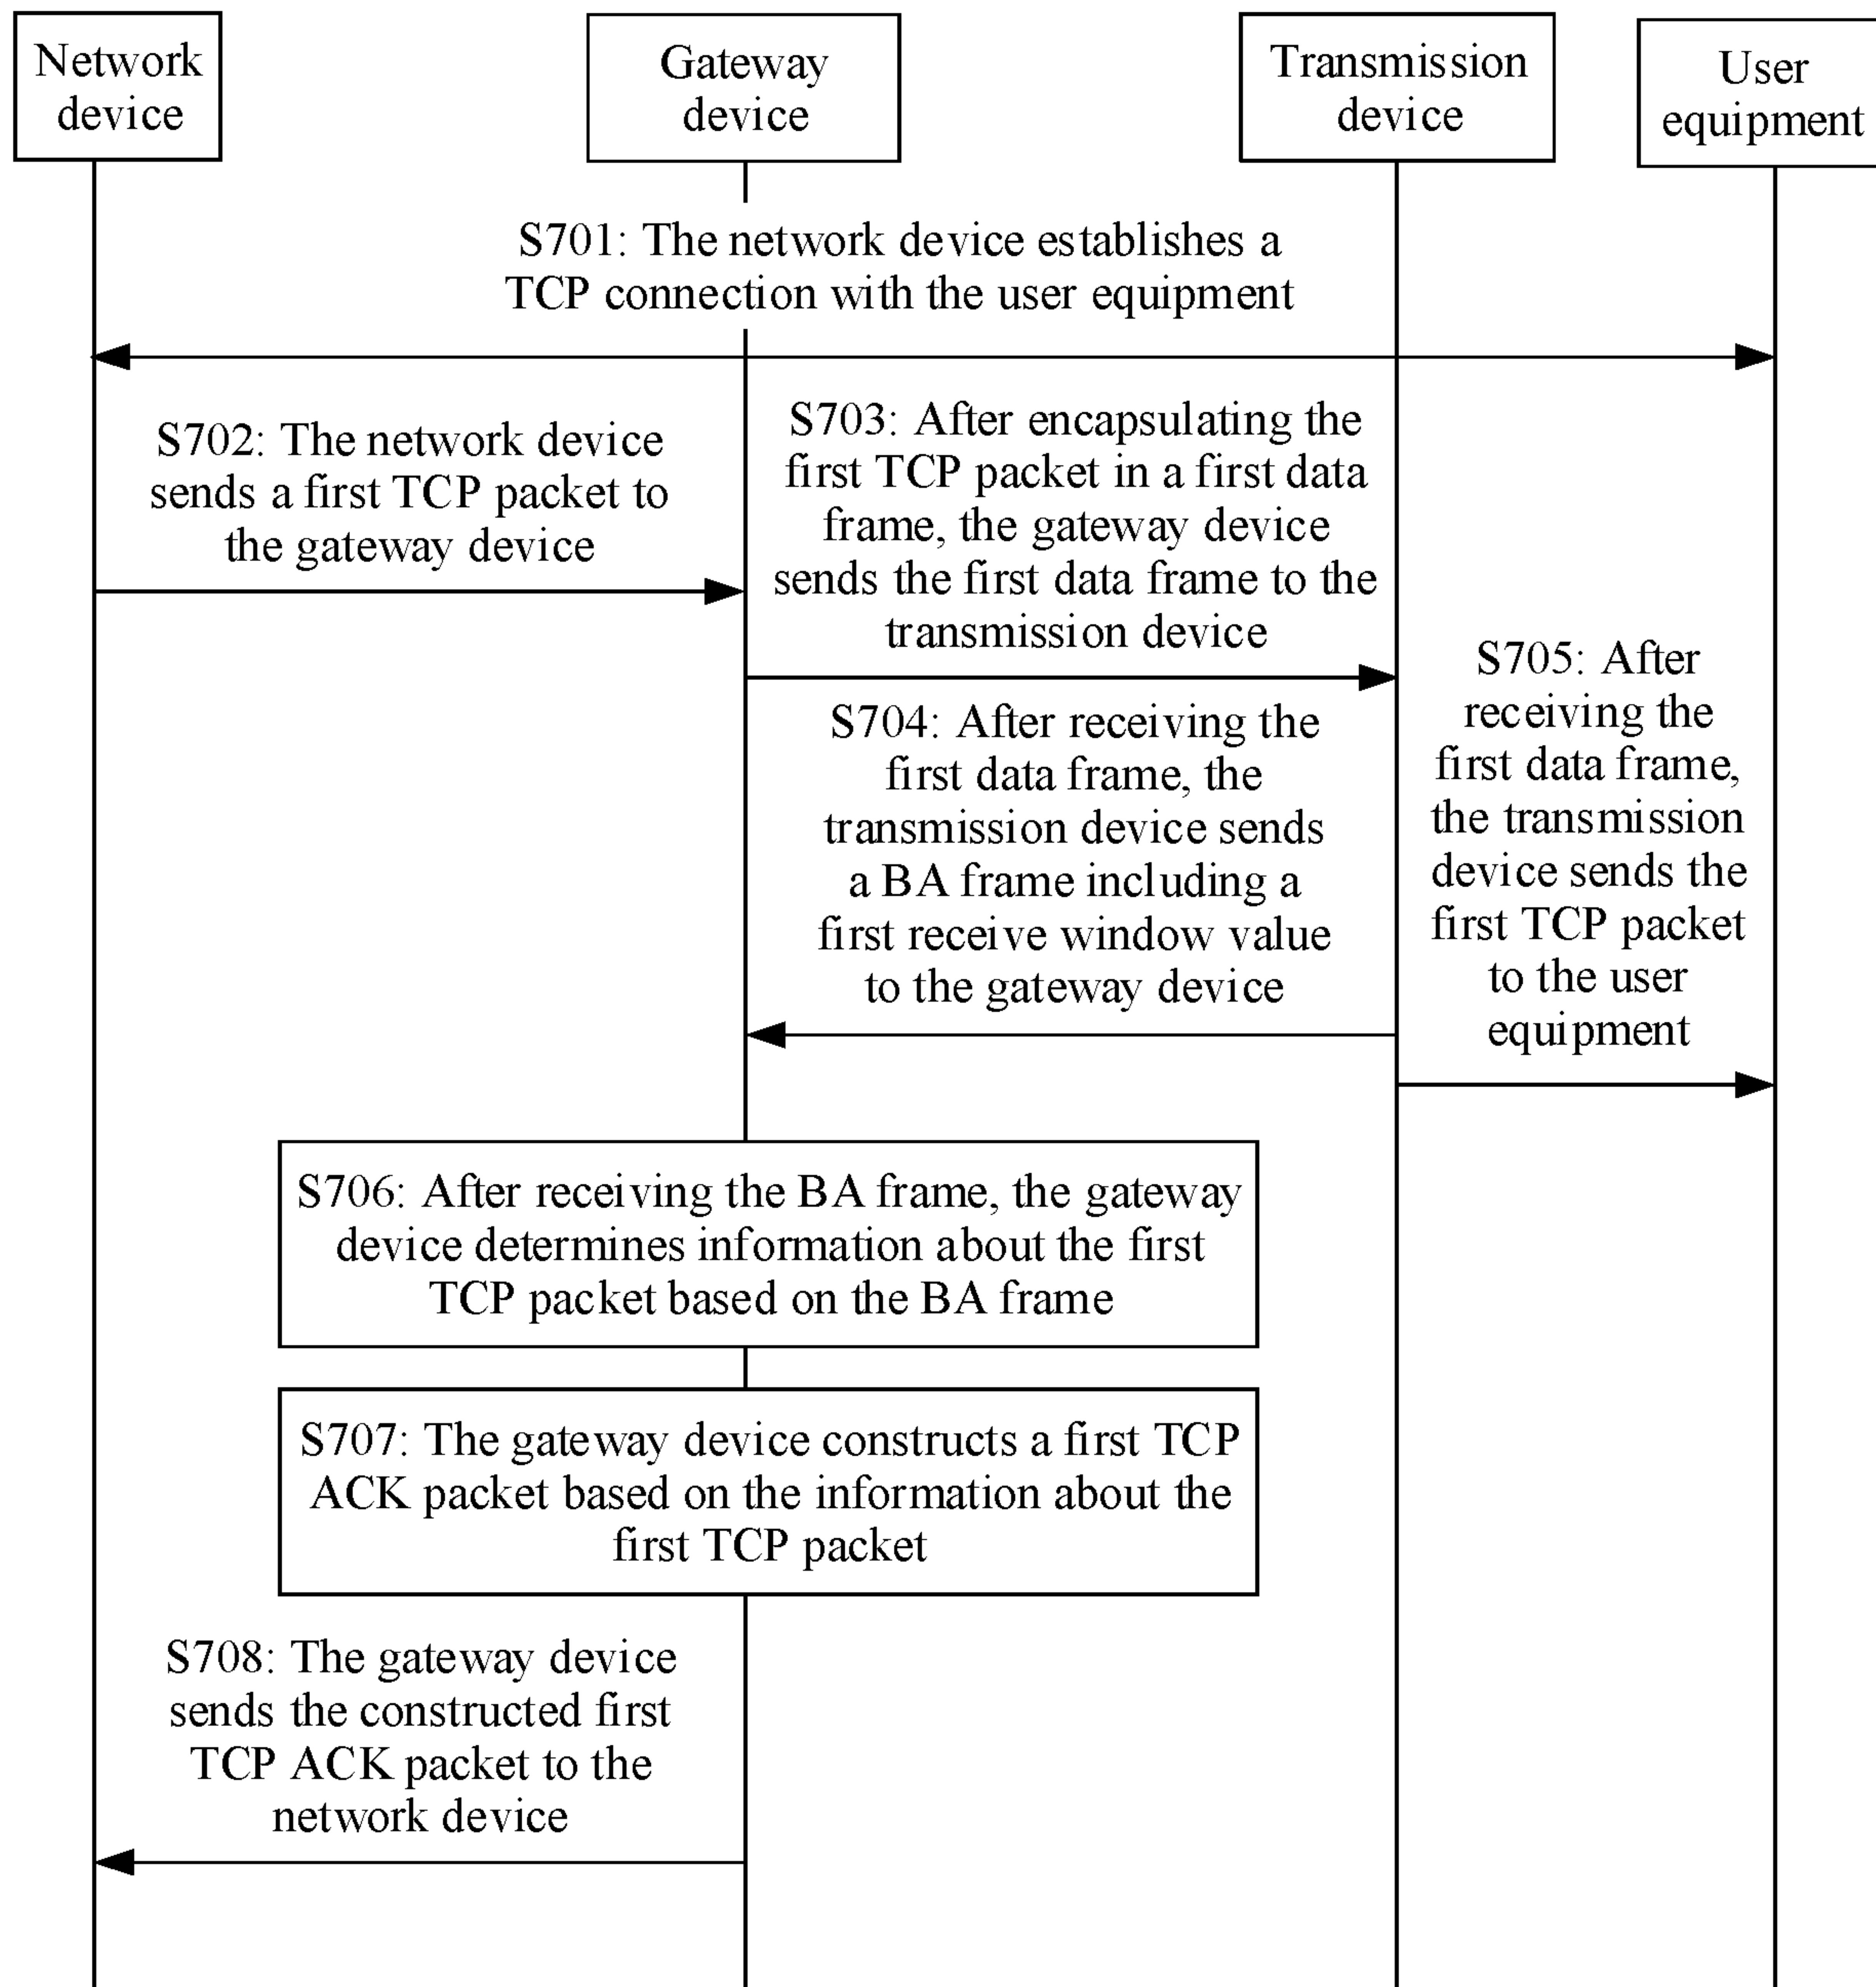 Network
device
Gateway
device
Transmission
device
User
equipment
S701: The network device establishes a
TCP connection with the user equipment
S702: The network device
sends a first TCP packet to
the gateway device
S703: After encapsulating the
first TCP packet in a first data
frame, the gateway device
sends the first data frame to the
transmission device
S704: After receiving the
first data frame, the
transmission device sends
a BA frame including a
first receive window value
to the gateway device
S705: After
receiving the
first data frame,
the transmission
device sends the
first TCP packet
to the user
equipment
S706: After receiving the BA frame, the gateway
device determines information about the first
TCP packet based on the BA frame
S707: The gateway device constructs a first TCP
ACK packet based on the information about the
first TCP packet
S708: The gateway device
sends the constructed first
TCP ACK packet to the
network device